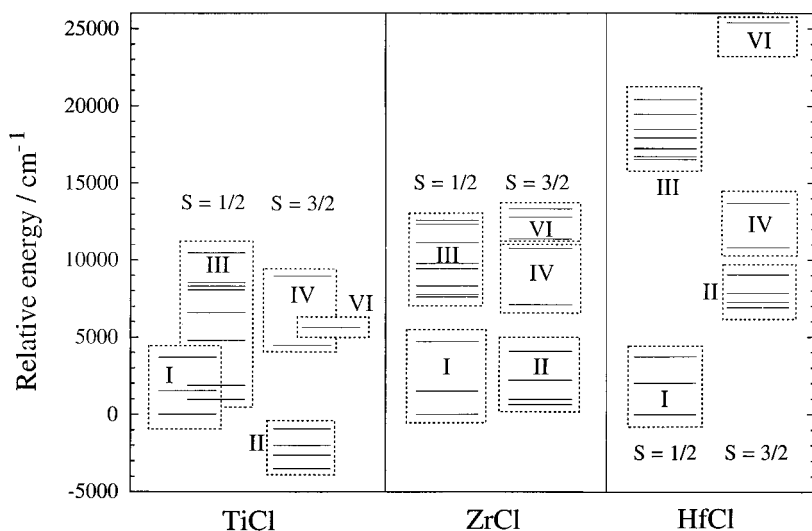 Relative energy / cm⁻¹
25000
20000
15000
10000
5000
0
-5000
S = 1/2 S = 3/2
III
IV
VI
I
II
TiCl
S = 1/2 S = 3/2
III
VI
IV
I
II
ZrCl
VI
III
IV
II
I
S = 1/2 S = 3/2
HfCl